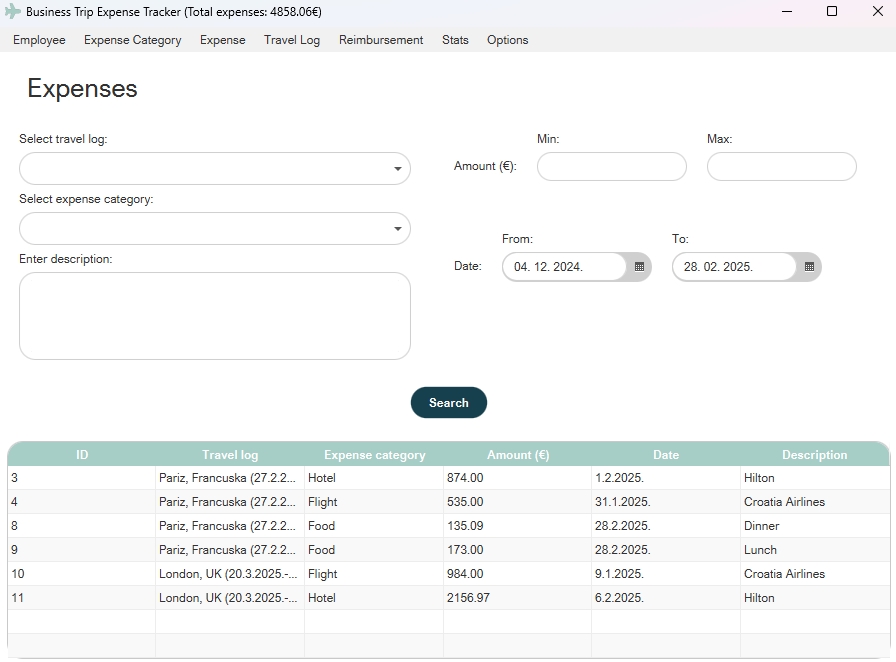 Business Trip Expense Tracker (Total expenses: 4858.06€)
Employee Expense Category Expense Travel Log Reimbursement Stats Options
Expenses
Select travel log:
Min: Max:
Amount (€):
Select expense category:
From: To:
Enter description:
Date: 04. 12. 2024. 28. 02. 2025.
Search
ID Travel log Expense category Amount (€) Date Description
3 Pariz, Francuska (27.2.2... Hotel 874.00 1.2.2025. Hilton
4 Pariz, Francuska (27.2.2... Flight 535.00 31.1.2025. Croatia Airlines
8 Pariz, Francuska (27.2.2... Food 135.09 28.2.2025. Dinner
9 Pariz, Francuska (27.2.2... Food 173.00 28.2.2025. Lunch
10 London, UK (20.3.2025.-... Flight 984.00 9.1.2025. Croatia Airlines
11 London, UK (20.3.2025.-... Hotel 2156.97 6.2.2025. Hilton